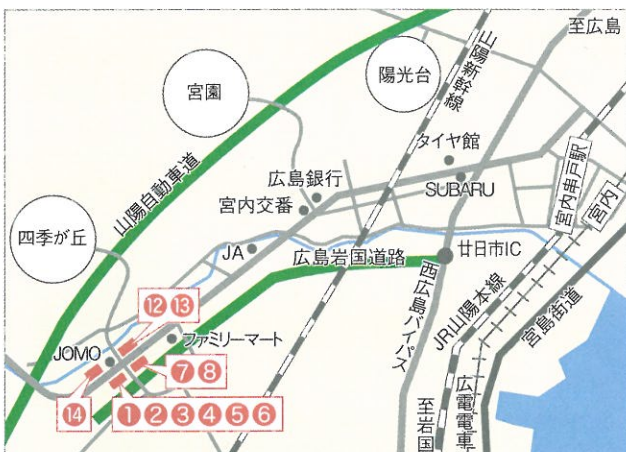 至広島
山陽新幹線
陽光台
宮園
タイヤ館
SUBARU
広島銀行
宮内交番
宮内串戸駅
宮内
山陽自動車道
四季が丘
JA
広島岩国道路
廿日市IC
西広島バイパス
JR山陽本線
宮島街道
⑫⑬
JOMO
ファミリーマート
⑦⑧
⑭
①②③④⑤⑥
至岩国
広電電車